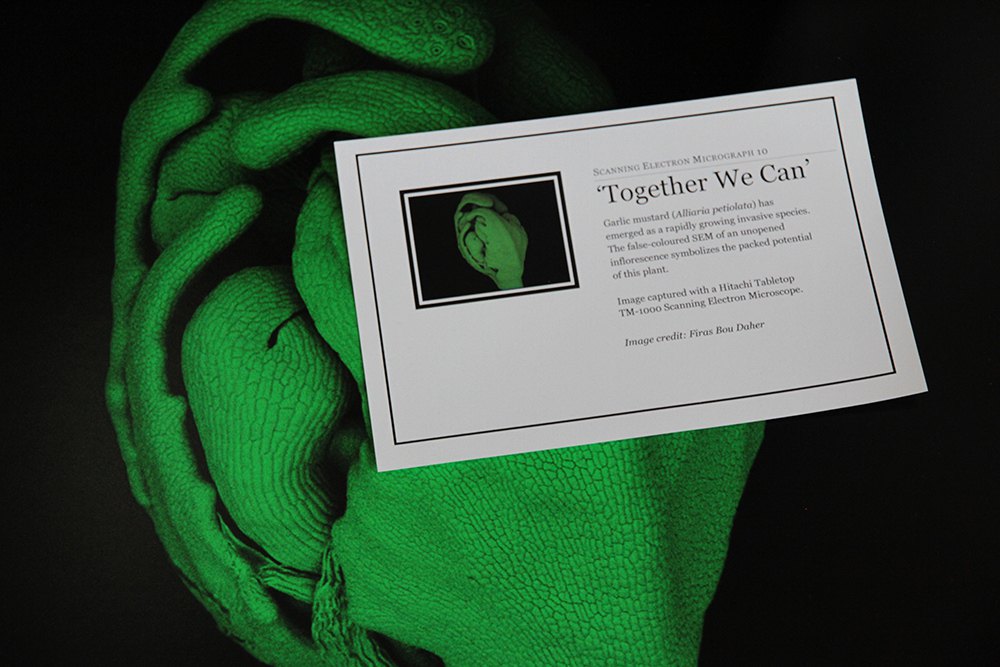 Scanning Electron Micrograph 10
‘Together We Can’
Garlic mustard (Alliaria petiolata) has
emerged as a rapidly growing invasive species.
The false-coloured SEM of an unopened
inflorescence symbolizes the packed potential
of this plant.
Image captured with a Hitachi Tabletop
TM-1000 Scanning Electron Microscope.
Image credit: Firas Bou Daher